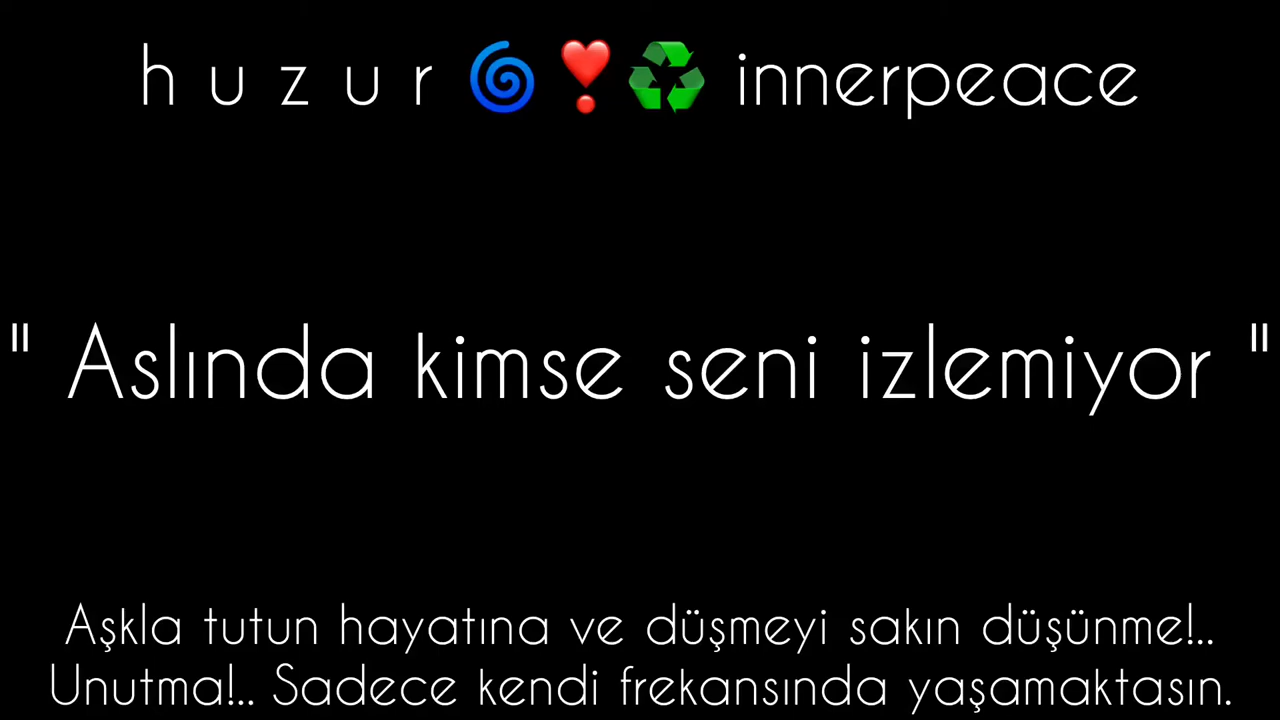 h u z u r 🌀❣️♻️ innerpeace
" Aslında kimse seni izlemiyor "
Aşkla tutun hayatına ve düşmeyi sakın düşünme!..
Unutma!.. Sadece kendi frekansında yaşamaktasın.